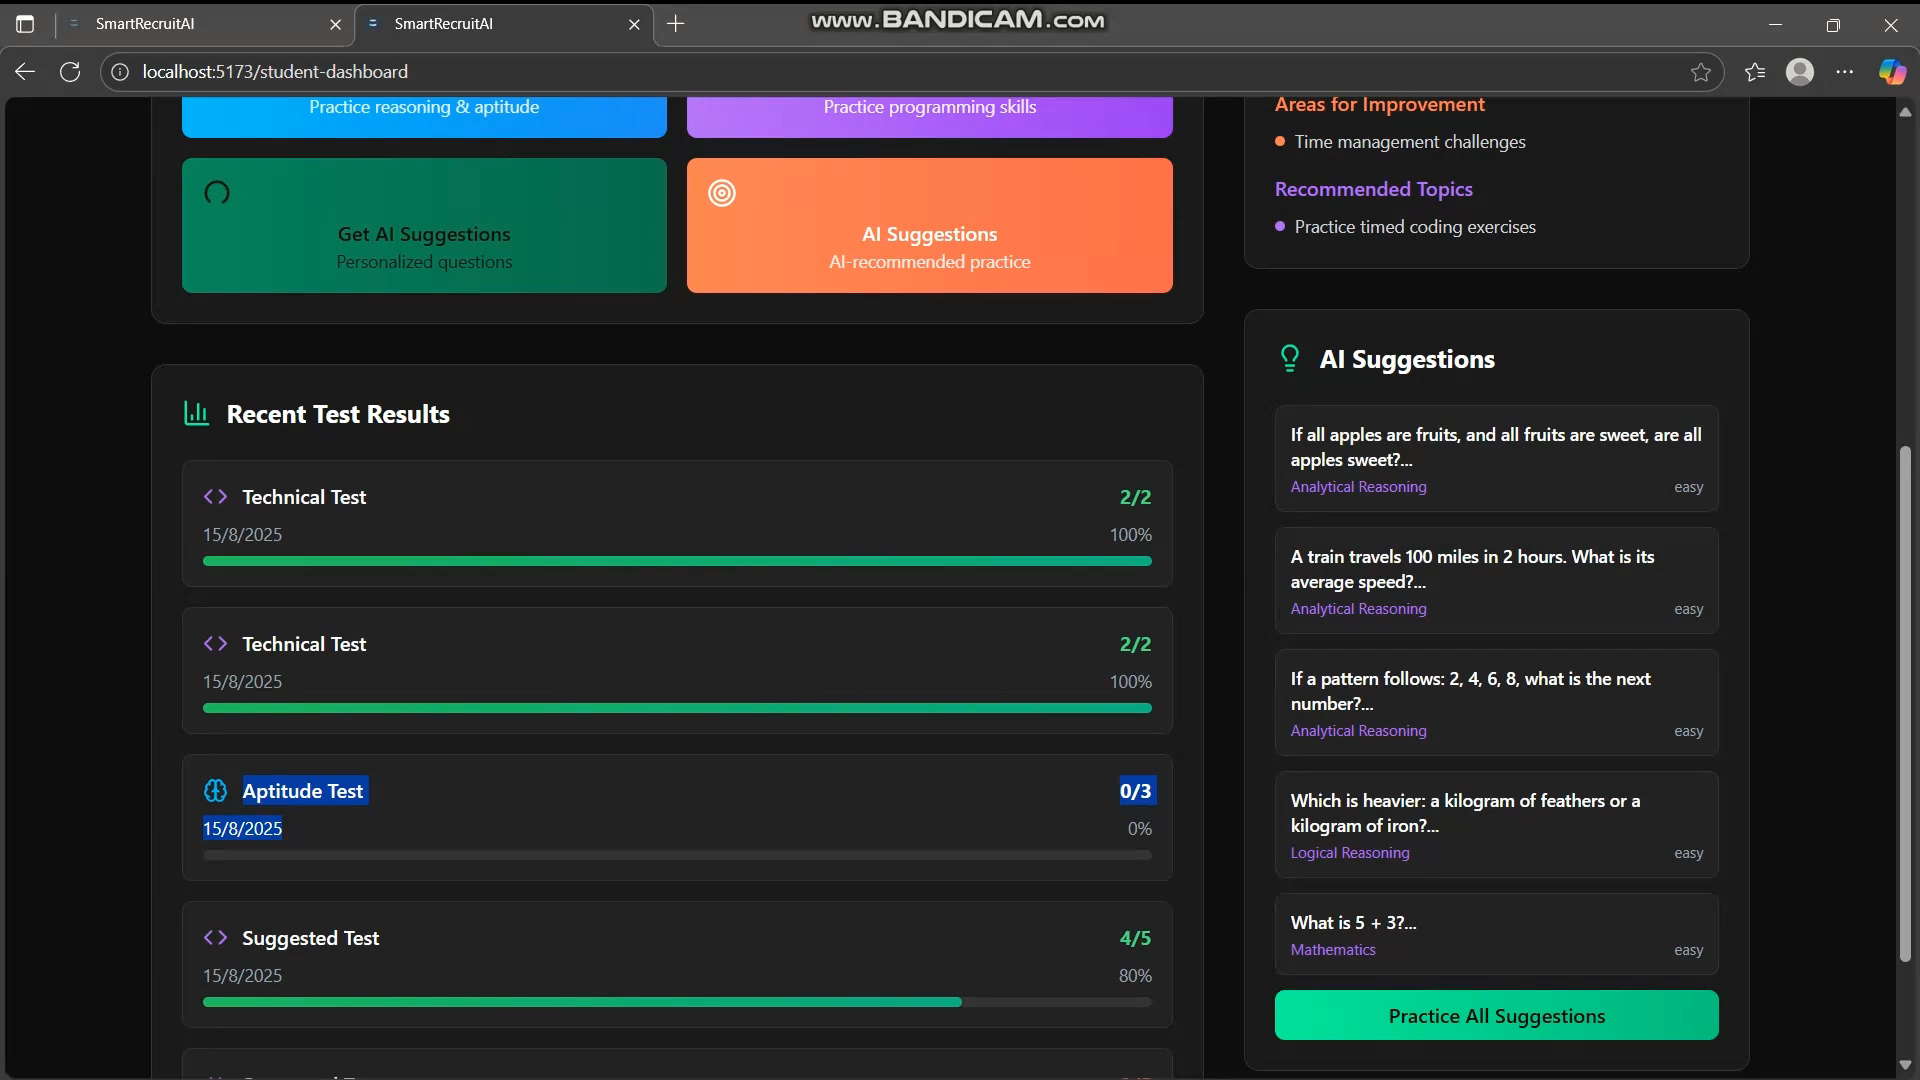 SmartRecruitAI
SmartRecruitAI
www.BANDICAM.com
localhost:5173/student-dashboard
Practice reasoning & aptitude
Practice programming skills
Get AI Suggestions
Personalized questions
AI Suggestions
AI-recommended practice
Recent Test Results
Technical Test 2/2
15/8/2025 100%
Technical Test 2/2
15/8/2025 100%
Aptitude Test 0/3
15/8/2025 0%
Suggested Test 4/5
15/8/2025 80%
Areas for Improvement
Time management challenges
Recommended Topics
Practice timed coding exercises
AI Suggestions
If all apples are fruits, and all fruits are sweet, are all
apples sweet?...
Analytical Reasoning easy
A train travels 100 miles in 2 hours. What is its
average speed?...
Analytical Reasoning easy
If a pattern follows: 2, 4, 6, 8, what is the next
number?...
Analytical Reasoning easy
Which is heavier: a kilogram of feathers or a
kilogram of iron?...
Logical Reasoning easy
What is 5 + 3?...
Mathematics easy
Practice All Suggestions